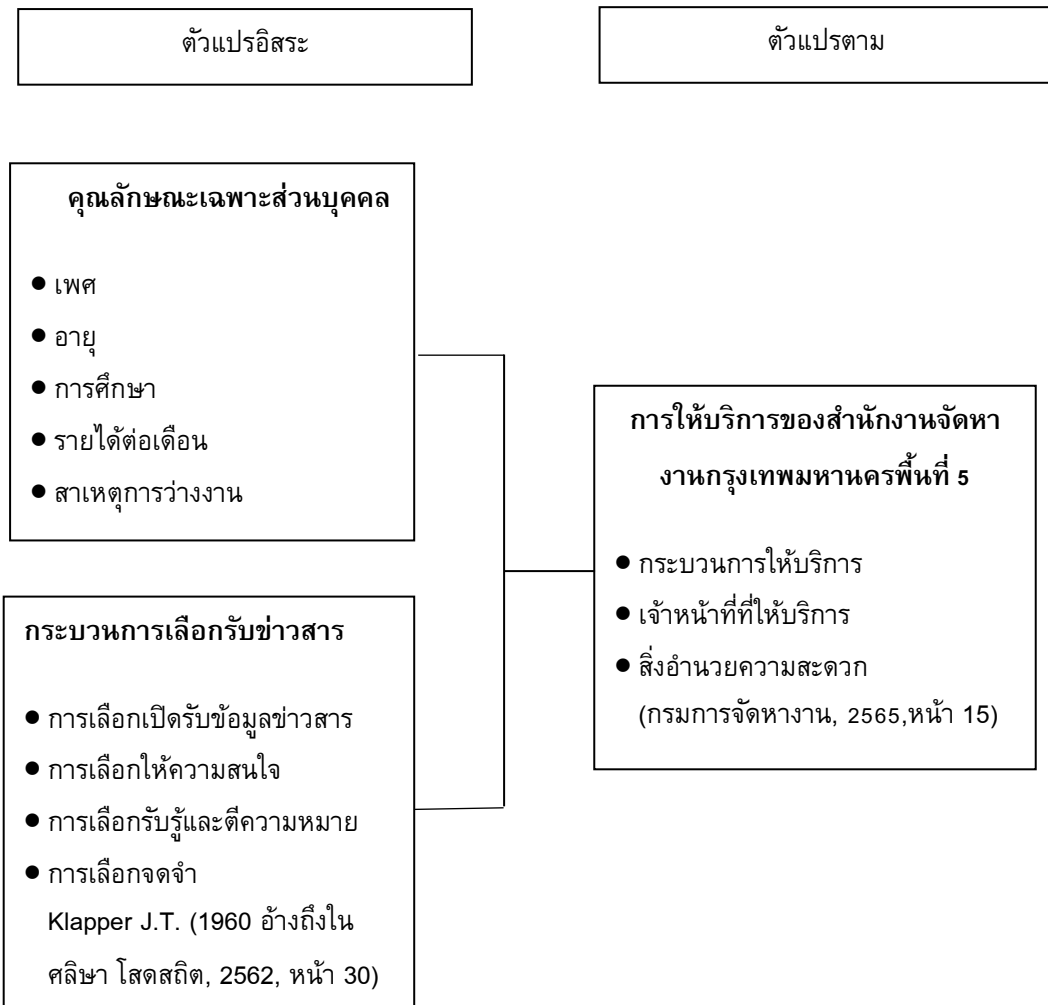 ตัวแปรอิสระ
ตัวแปรตาม
คุณลักษณะเฉพาะส่วนบุคคล
● เพศ
● อายุ
● การศึกษา
● รายได้ต่อเดือน
● สาเหตุการว่างงาน
กระบวนการเลือกรับข่าวสาร
● การเลือกเปิดรับข้อมูลข่าวสาร
● การเลือกให้ความสนใจ
● การเลือกรับรู้และตีความหมาย
● การเลือกจดจำ
Klapper J.T. (1960 อ้างถึงใน
ศลิษา โสดสถิต, 2562, หน้า 30)
การให้บริการของสำนักงานจัดหา
งานกรุงเทพมหานครพื้นที่ 5
● กระบวนการให้บริการ
● เจ้าหน้าที่ที่ให้บริการ
● สิ่งอำนวยความสะดวก
(กรมการจัดหางาน, 2565,หน้า 15)